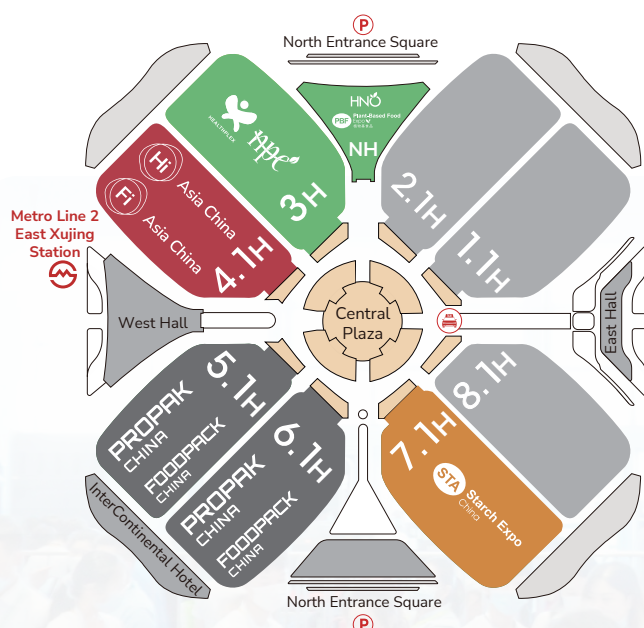 P
North Entrance Square
HNO
PBF Plant-Based Food
Expo
NH
HEALTHPLEX
npe
3H
Hi Asia China
Fi Asia China
4.1H
2.1H
1.1H
Metro Line 2
East Xujing
Station
West Hall
Central
Plaza
East Hall
5.1H
PROPAK
CHINA
FOODPACK
CHINA
6.1H
PROPAK
CHINA
FOODPACK
CHINA
7.1H
STA Starch Expo
China
8.1H
InterContinental Hotel
North Entrance Square
P